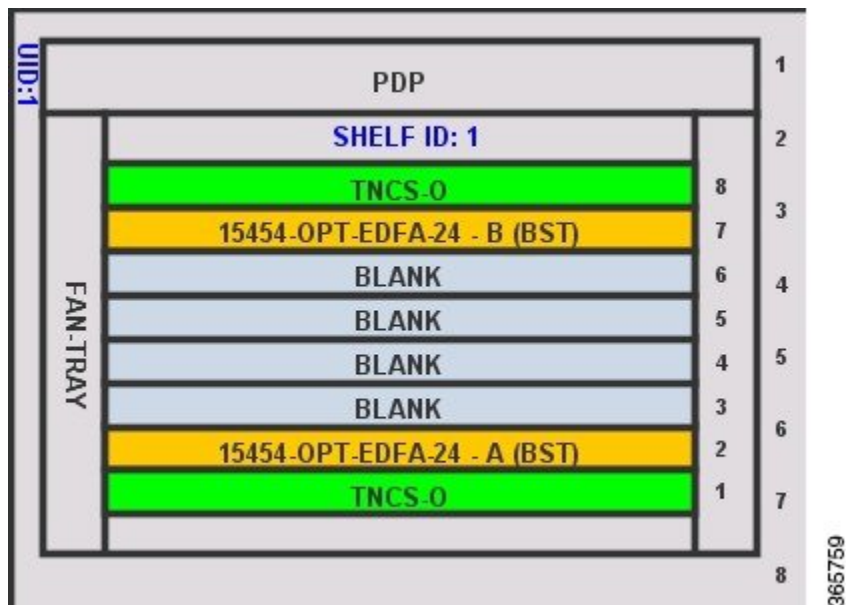 UID:1
PDP
1
SHELF ID: 1
2
TNCS-O
8
3
15454-OPT-EDFA-24 - B (BST)
7
BLANK
6
4
BLANK
5
BLANK
4
5
BLANK
3
6
15454-OPT-EDFA-24 - A (BST)
2
TNCS-O
1
7
FAN-TRAY
8
365759